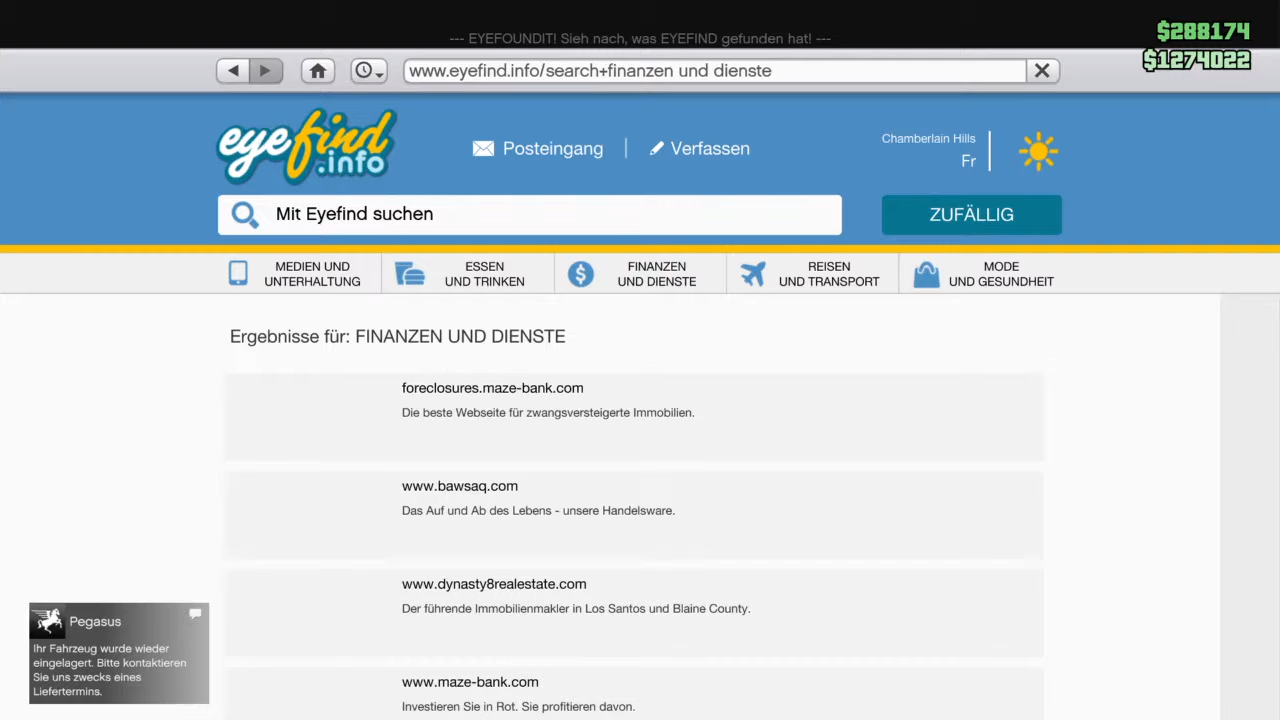 --- EYEFOUNDIT! Sieh nach, was EYEFIND gefunden hat! ---
$288174
$1274022
www.eyefind.info/search+finanzen und dienste
eyefind
.info
Posteingang
Verfassen
Chamberlain Hills
Fr
Mit Eyefind suchen
ZUFÄLLIG
MEDIEN UND
UNTERHALTUNG
ESSEN
UND TRINKEN
FINANZEN
UND DIENSTE
REISEN
UND TRANSPORT
MODE
UND GESUNDHEIT
Ergebnisse für: FINANZEN UND DIENSTE
foreclosures.maze-bank.com
Die beste Webseite für zwangsversteigerte Immobilien.
www.bawsaq.com
Das Auf und Ab des Lebens - unsere Handelsware.
www.dynasty8realestate.com
Der führende Immobilienmakler in Los Santos und Blaine County.
www.maze-bank.com
Investieren Sie in Rot. Sie profitieren davon.
Pegasus
Ihr Fahrzeug wurde wieder
eingelagert. Bitte kontaktieren
Sie uns zwecks eines
Liefertermins.